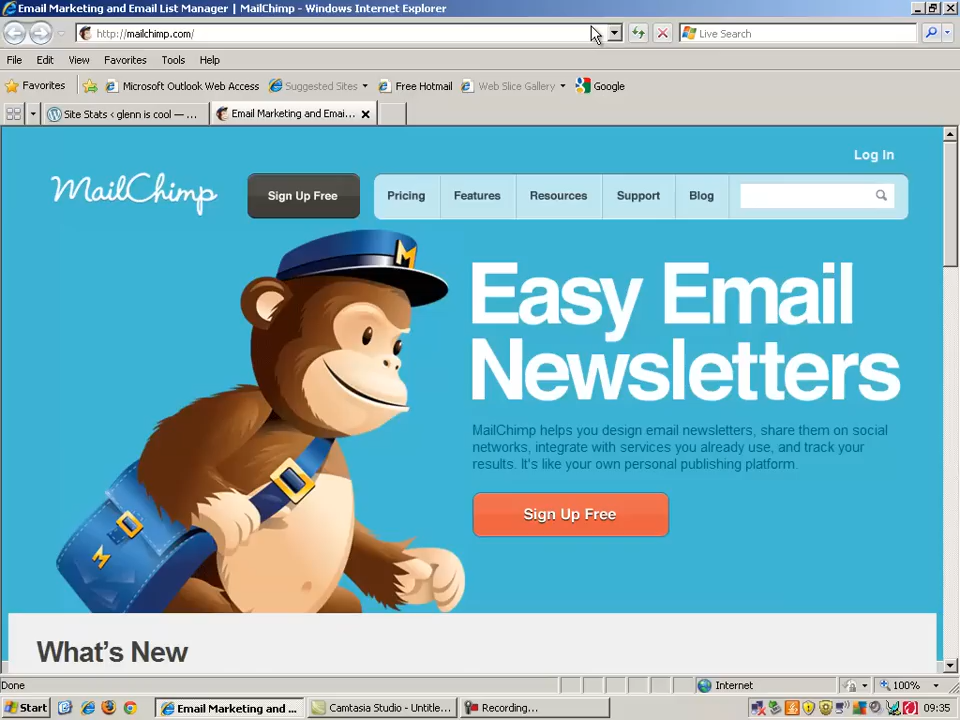 Email Marketing and Email List Manager | MailChimp - Windows Internet Explorer
http://mailchimp.com/
Live Search
File Edit View Favorites Tools Help
Favorites Microsoft Outlook Web Access Suggested Sites Free Hotmail Web Slice Gallery Google
Site Stats ‹ glenn is cool — ... Email Marketing and Emai...
Log In
MailChimp Sign Up Free Pricing Features Resources Support Blog
M
Easy Email
Newsletters
MailChimp helps you design email newsletters, share them on social
networks, integrate with services you already use, and track your
results. It's like your own personal publishing platform.
Sign Up Free
M
What's New
Done Internet 100%
Start Email Marketing and ... Camtasia Studio - Untitle... Recording... 09:35